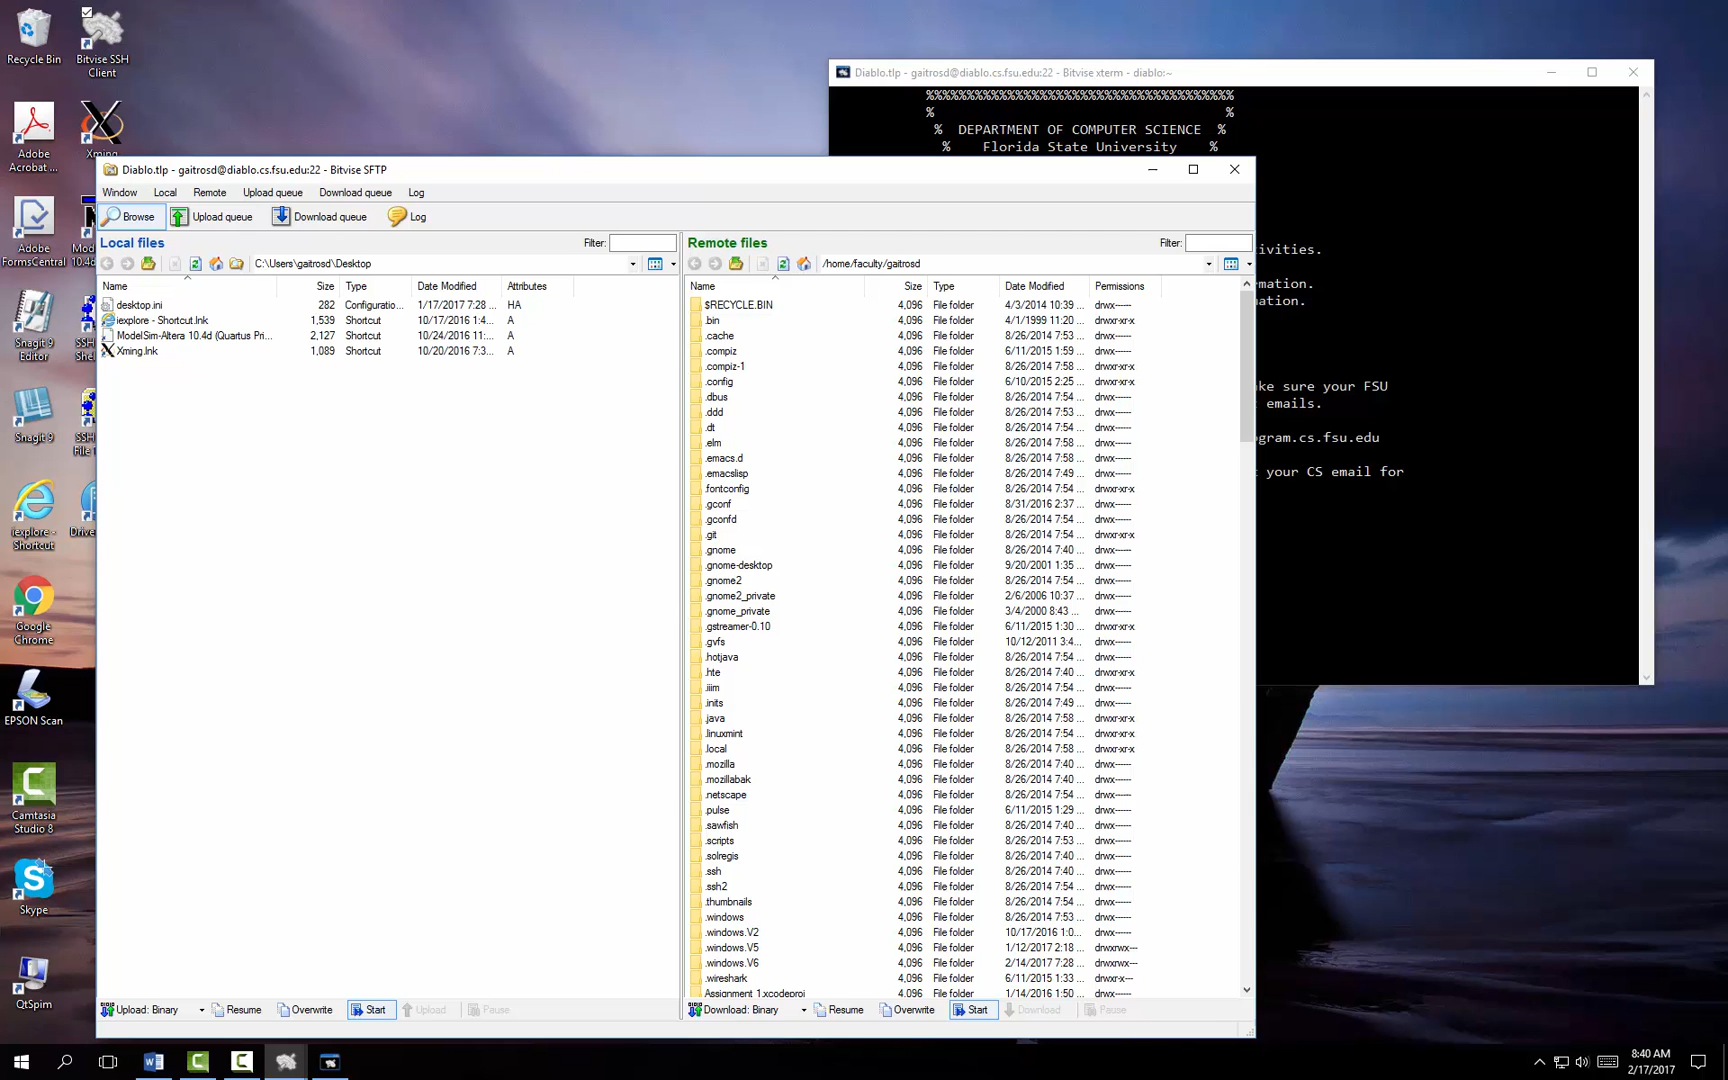 Recycle Bin
Bitvise SSH Client
Adobe Acrobat ...
Xming
Adobe FormsCentral
Mod
10.4d
Snagit 9 Editor
SSH
Shel
Snagit 9
SSH
File
iexplore - Shortcut
Drive
Google Chrome
EPSON Scan
Camtasia Studio 8
Skype
QtSpim
Diablo.tlp - gaitrosd@diablo.cs.fsu.edu:22 - Bitvise xterm - diablo:~
%%%%%%%%%%%%%%%%%%%%%%%%%%%%%%%%%%%%%
% %
% DEPARTMENT OF COMPUTER SCIENCE %
% Florida State University %
tivities.
rmation.
ation.
ke sure your FSU
t emails.
gram.cs.fsu.edu
t your CS email for
Diablo.tlp - gaitrosd@diablo.cs.fsu.edu:22 - Bitvise SFTP
Window Local Remote Upload queue Download queue Log
Browse Upload queue Download queue Log
Local files Filter:
C:\Users\gaitrosd\Desktop
Name Size Type Date Modified Attributes
desktop.ini 282 Configuratio... 1/17/2017 7:28 ... HA
iexplore - Shortcut.lnk 1,539 Shortcut 10/17/2016 1:4... A
ModelSim-Altera 10.4d (Quartus Pri... 2,127 Shortcut 10/24/2016 11:... A
Xming.lnk 1,089 Shortcut 10/20/2016 7:3... A
Upload: Binary Resume Overwrite Start Upload Pause
Remote files Filter:
/home/faculty/gaitrosd
Name Size Type Date Modified Permissions
$RECYCLE.BIN 4,096 File folder 4/3/2014 10:39... drwx------
.bin 4,096 File folder 4/1/1999 11:20 ... drwxr-xr-x
.cache 4,096 File folder 8/26/2014 7:53 ... drwx------
.compiz 4,096 File folder 6/11/2015 1:59 ... drwx------
.compiz-1 4,096 File folder 8/26/2014 7:58 ... drwxr-xr-x
.config 4,096 File folder 6/10/2015 2:25 ... drwxr-xr-x
.dbus 4,096 File folder 8/26/2014 7:54 ... drwx------
.ddd 4,096 File folder 8/26/2014 7:53 ... drwx------
.dt 4,096 File folder 8/26/2014 7:54 ... drwx------
.elm 4,096 File folder 8/26/2014 7:58 ... drwx------
.emacs.d 4,096 File folder 8/26/2014 7:58 ... drwx------
.emacslisp 4,096 File folder 8/26/2014 7:49 ... drwx------
.fontconfig 4,096 File folder 8/26/2014 7:54 ... drwxr-xr-x
.gconf 4,096 File folder 8/31/2016 2:37 ... drwx------
.gconfd 4,096 File folder 8/26/2014 7:54 ... drwx------
.git 4,096 File folder 8/26/2014 7:54 ... drwxr-xr-x
.gnome 4,096 File folder 8/26/2014 7:40 ... drwx------
.gnome-desktop 4,096 File folder 9/20/2001 1:35 ... drwx------
.gnome2 4,096 File folder 8/26/2014 7:54 ... drwx------
.gnome2_private 4,096 File folder 2/6/2006 10:37 ... drwx------
.gnome_private 4,096 File folder 3/4/2000 8:43 ... drwx------
.gstreamer-0.10 4,096 File folder 6/11/2015 1:30 ... drwxr-xr-x
.gvfs 4,096 File folder 10/12/2011 3:4... drwx------
.hotjava 4,096 File folder 8/26/2014 7:54 ... drwx------
.hte 4,096 File folder 8/26/2014 7:40 ... drwxr-xr-x
.iiim 4,096 File folder 8/26/2014 7:54 ... drwx------
.inits 4,096 File folder 8/26/2014 7:49 ... drwx------
.java 4,096 File folder 8/26/2014 7:58 ... drwxr-xr-x
.linuxmint 4,096 File folder 8/26/2014 7:54 ... drwxr-xr-x
.local 4,096 File folder 8/26/2014 7:58 ... drwxr-xr-x
.mozilla 4,096 File folder 8/26/2014 7:40 ... drwx------
.mozillabak 4,096 File folder 8/26/2014 7:40 ... drwx------
.netscape 4,096 File folder 8/26/2014 7:54 ... drwx------
.pulse 4,096 File folder 6/11/2015 1:29 ... drwx------
.sawfish 4,096 File folder 8/26/2014 7:40 ... drwx------
.scripts 4,096 File folder 8/26/2014 7:53 ... drwx------
.solregis 4,096 File folder 8/26/2014 7:40 ... drwx------
.ssh 4,096 File folder 8/26/2014 7:40 ... drwx------
.ssh2 4,096 File folder 8/26/2014 7:54 ... drwx------
.thumbnails 4,096 File folder 8/26/2014 7:54 ... drwx------
.windows 4,096 File folder 8/26/2014 7:53 ... drwx------
.windows.V2 4,096 File folder 10/17/2016 1:0... drwx------
.windows.V5 4,096 File folder 1/12/2017 2:18 ... drwxrwx---
.windows.V6 4,096 File folder 2/14/2017 7:28 ... drwxrwx---
.wireshark 4,096 File folder 6/11/2015 1:33 ... drwxr-x---
Assignment 1.xcodeproj 4,096 File folder 1/14/2016 1:50 ... drwx------
Download: Binary Resume Overwrite Start Download Pause
8:40 AM
2/17/2017